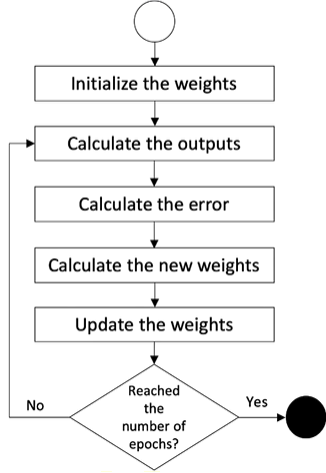 Initialize the weights
Calculate the outputs
Calculate the error
Calculate the new weights
Update the weights
Reached
the
number of
epochs?
No
Yes